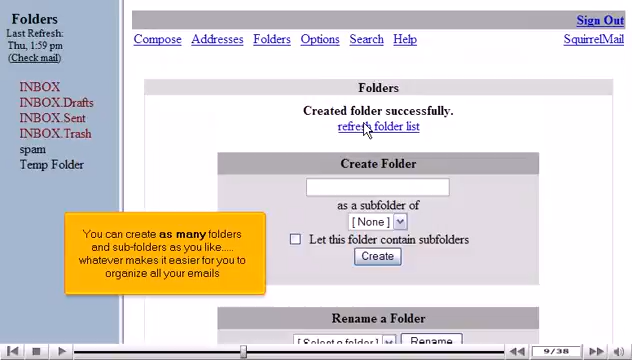 Folders
Last Refresh:
Thu, 1:59 pm
(Check mail)
INBOX
INBOX.Drafts
INBOX.Sent
INBOX.Trash
spam
Temp Folder
Sign Out
Compose Addresses Folders Options Search Help SquirrelMail
Folders
Created folder successfully.
refresh folder list
Create Folder
as a subfolder of
[ None ]
Let this folder contain subfolders
Create
You can create as many folders
and sub-folders as you like.....
whatever makes it easier for you to
organize all your emails
Rename a Folder
[ Select a folder ] Rename
9/38